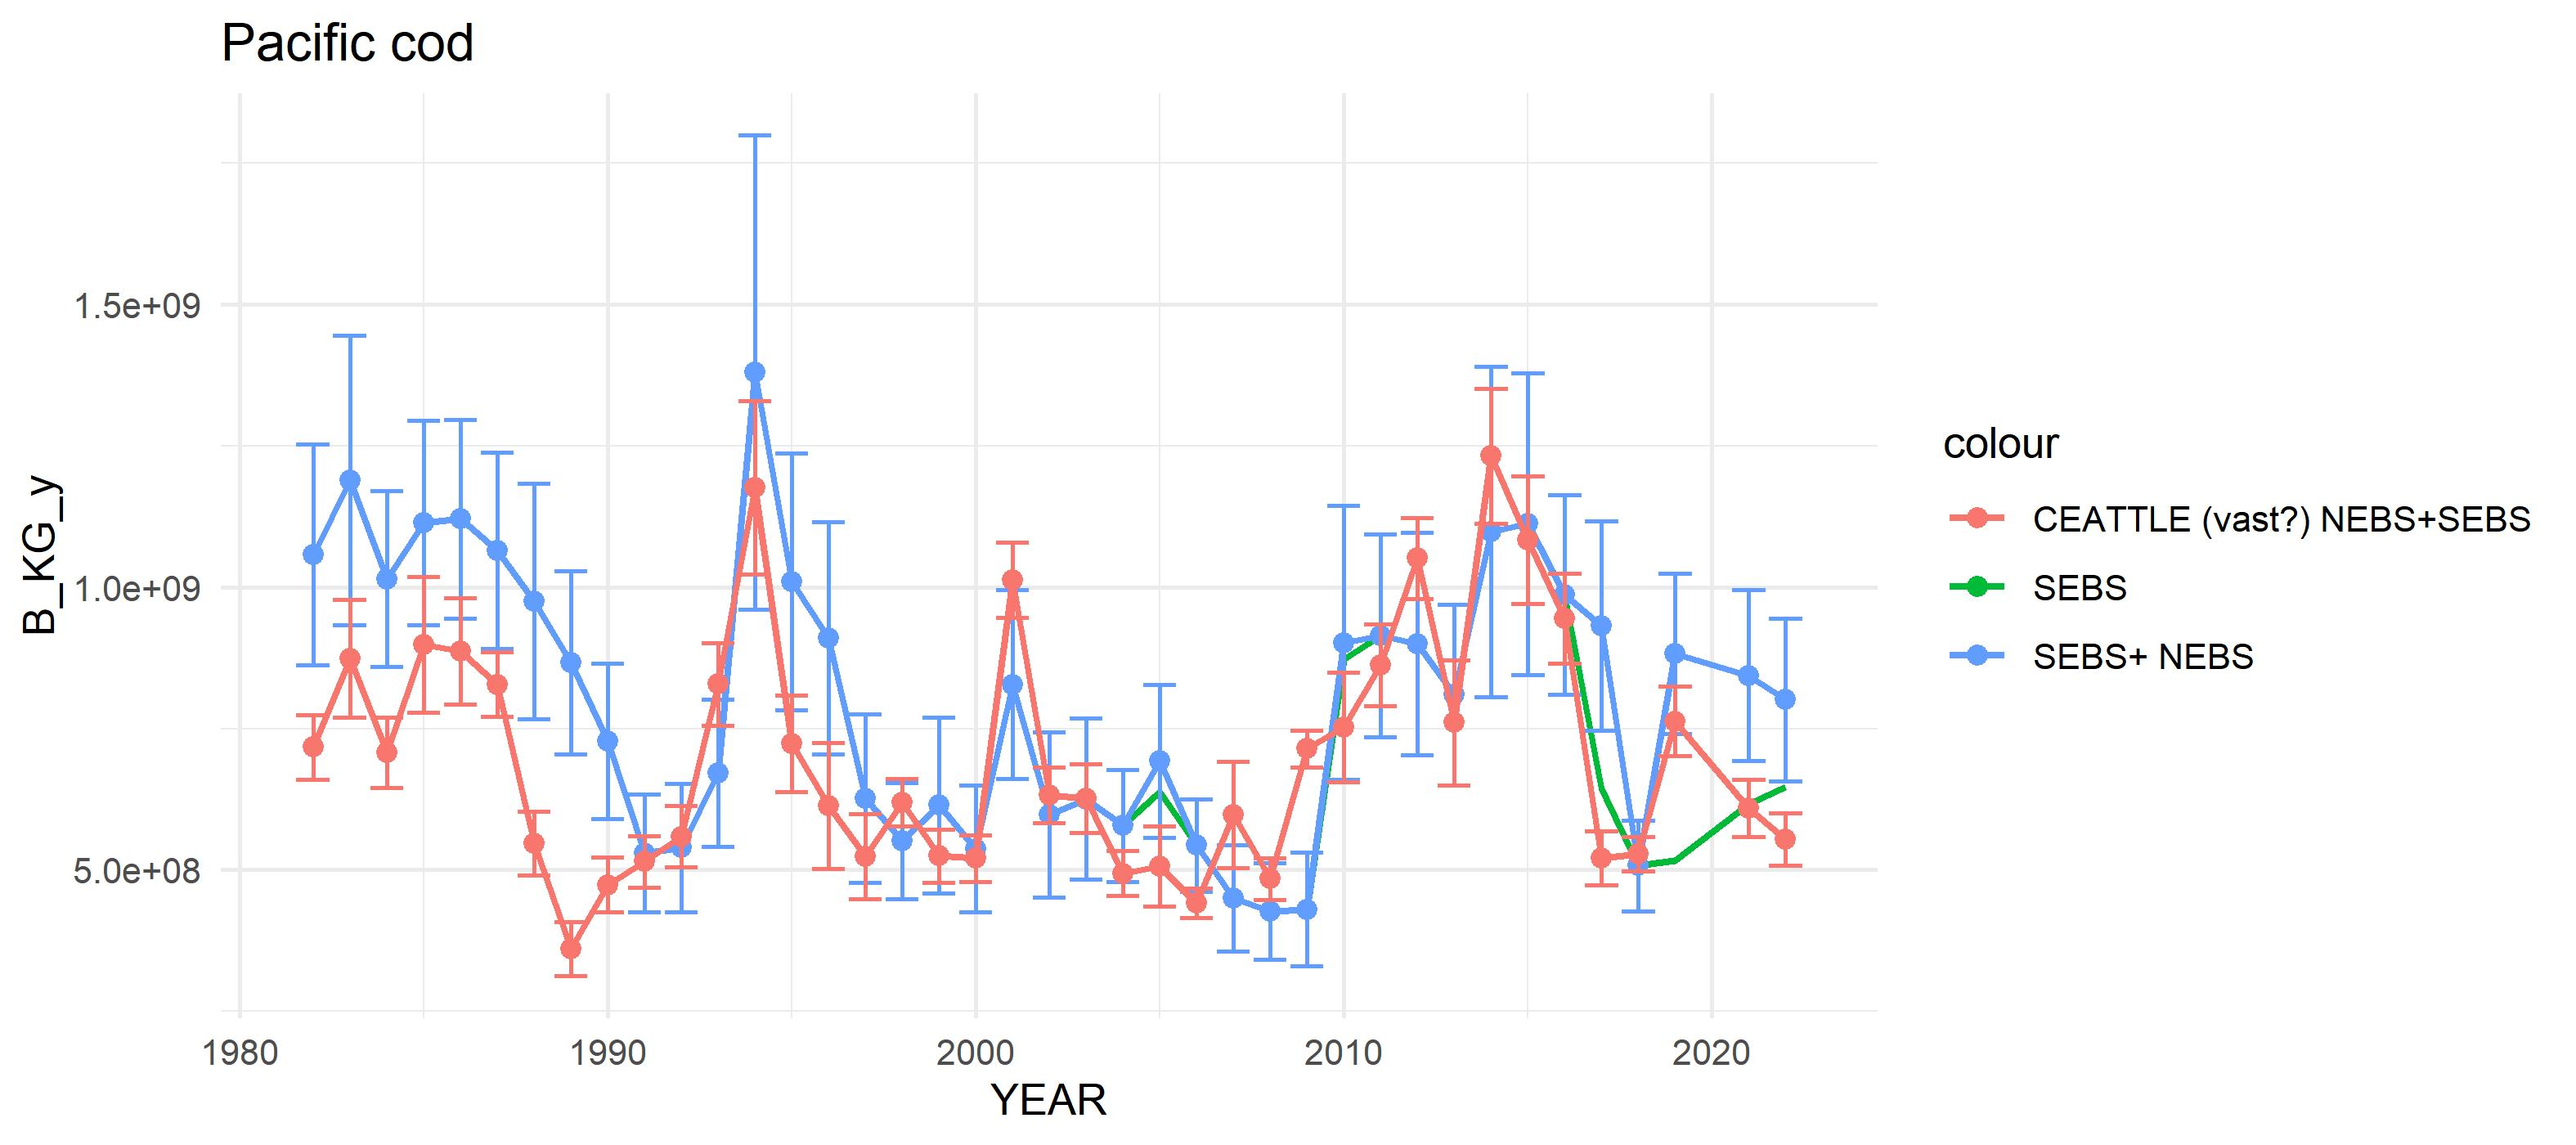 Pacific cod
B_KG_y
1.5e+09
1.0e+09
5.0e+08
1980 1990 2000 2010 2020
YEAR
colour
CEATTLE (vast?) NEBS+SEBS
SEBS
SEBS+ NEBS